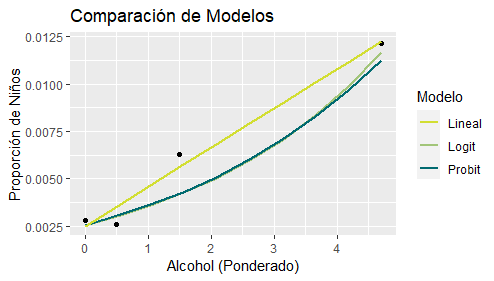 Comparación de Modelos
0.0125
0.0100
0.0075
0.0050
0.0025
Proporción de Niños
0 1 2 3 4
Alcohol (Ponderado)
Modelo
Lineal
Logit
Probit